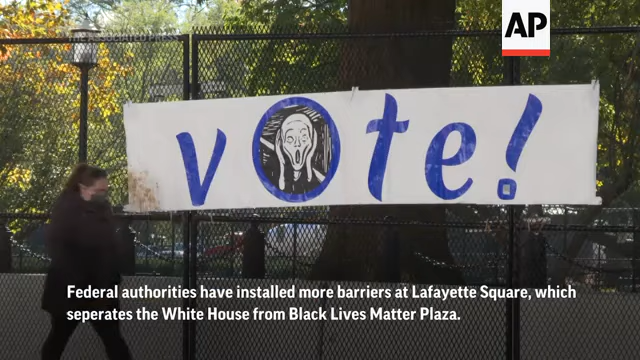 AP
vote!
Federal authorities have installed more barriers at Lafayette Square, which
seperates the White House from Black Lives Matter Plaza.